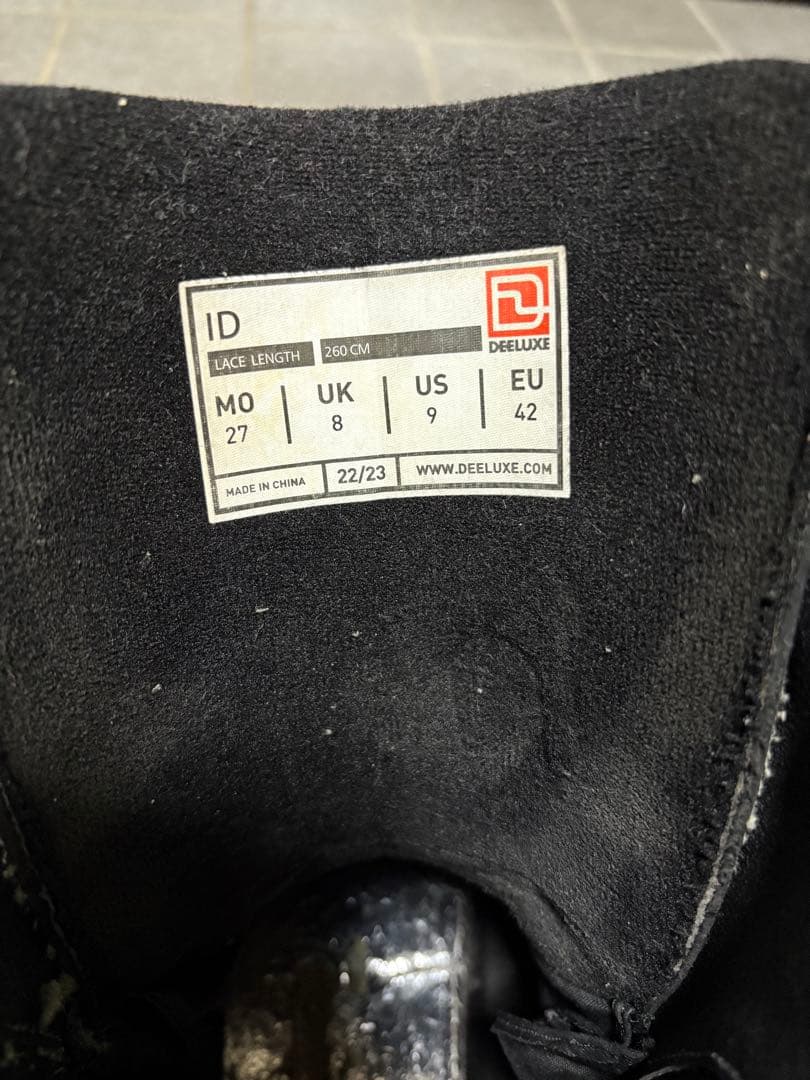 ID
DEELUXE
LACE LENGTH 260 CM
MO UK US EU
27 8 9 42
MADE IN CHINA 22/23 WWW.DEELUXE.COM